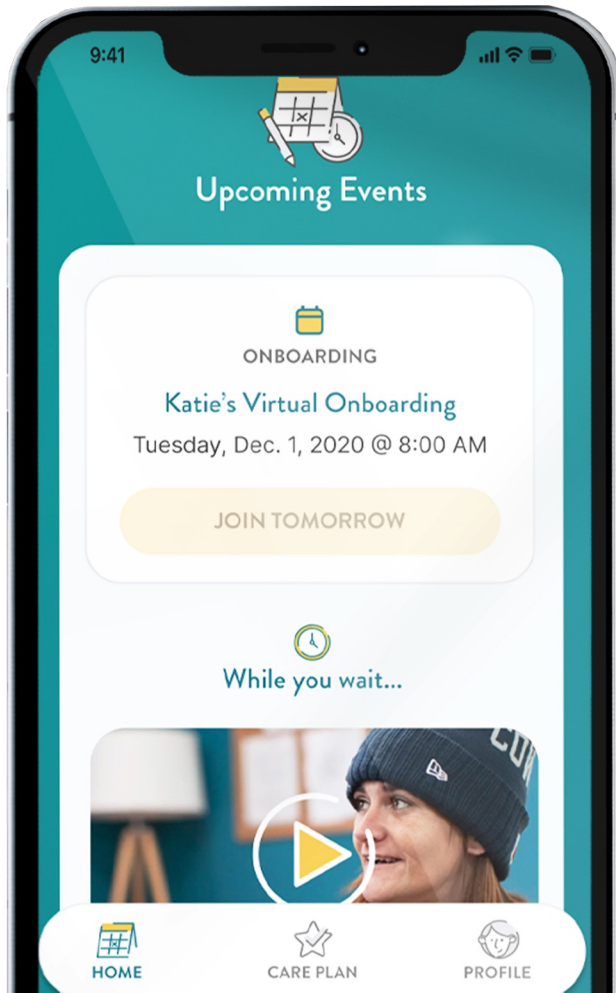 9:41
Upcoming Events
ONBOARDING
Katie's Virtual Onboarding
Tuesday, Dec. 1, 2020 @ 8:00 AM
JOIN TOMORROW
While you wait...
HOME
CARE PLAN
PROFILE